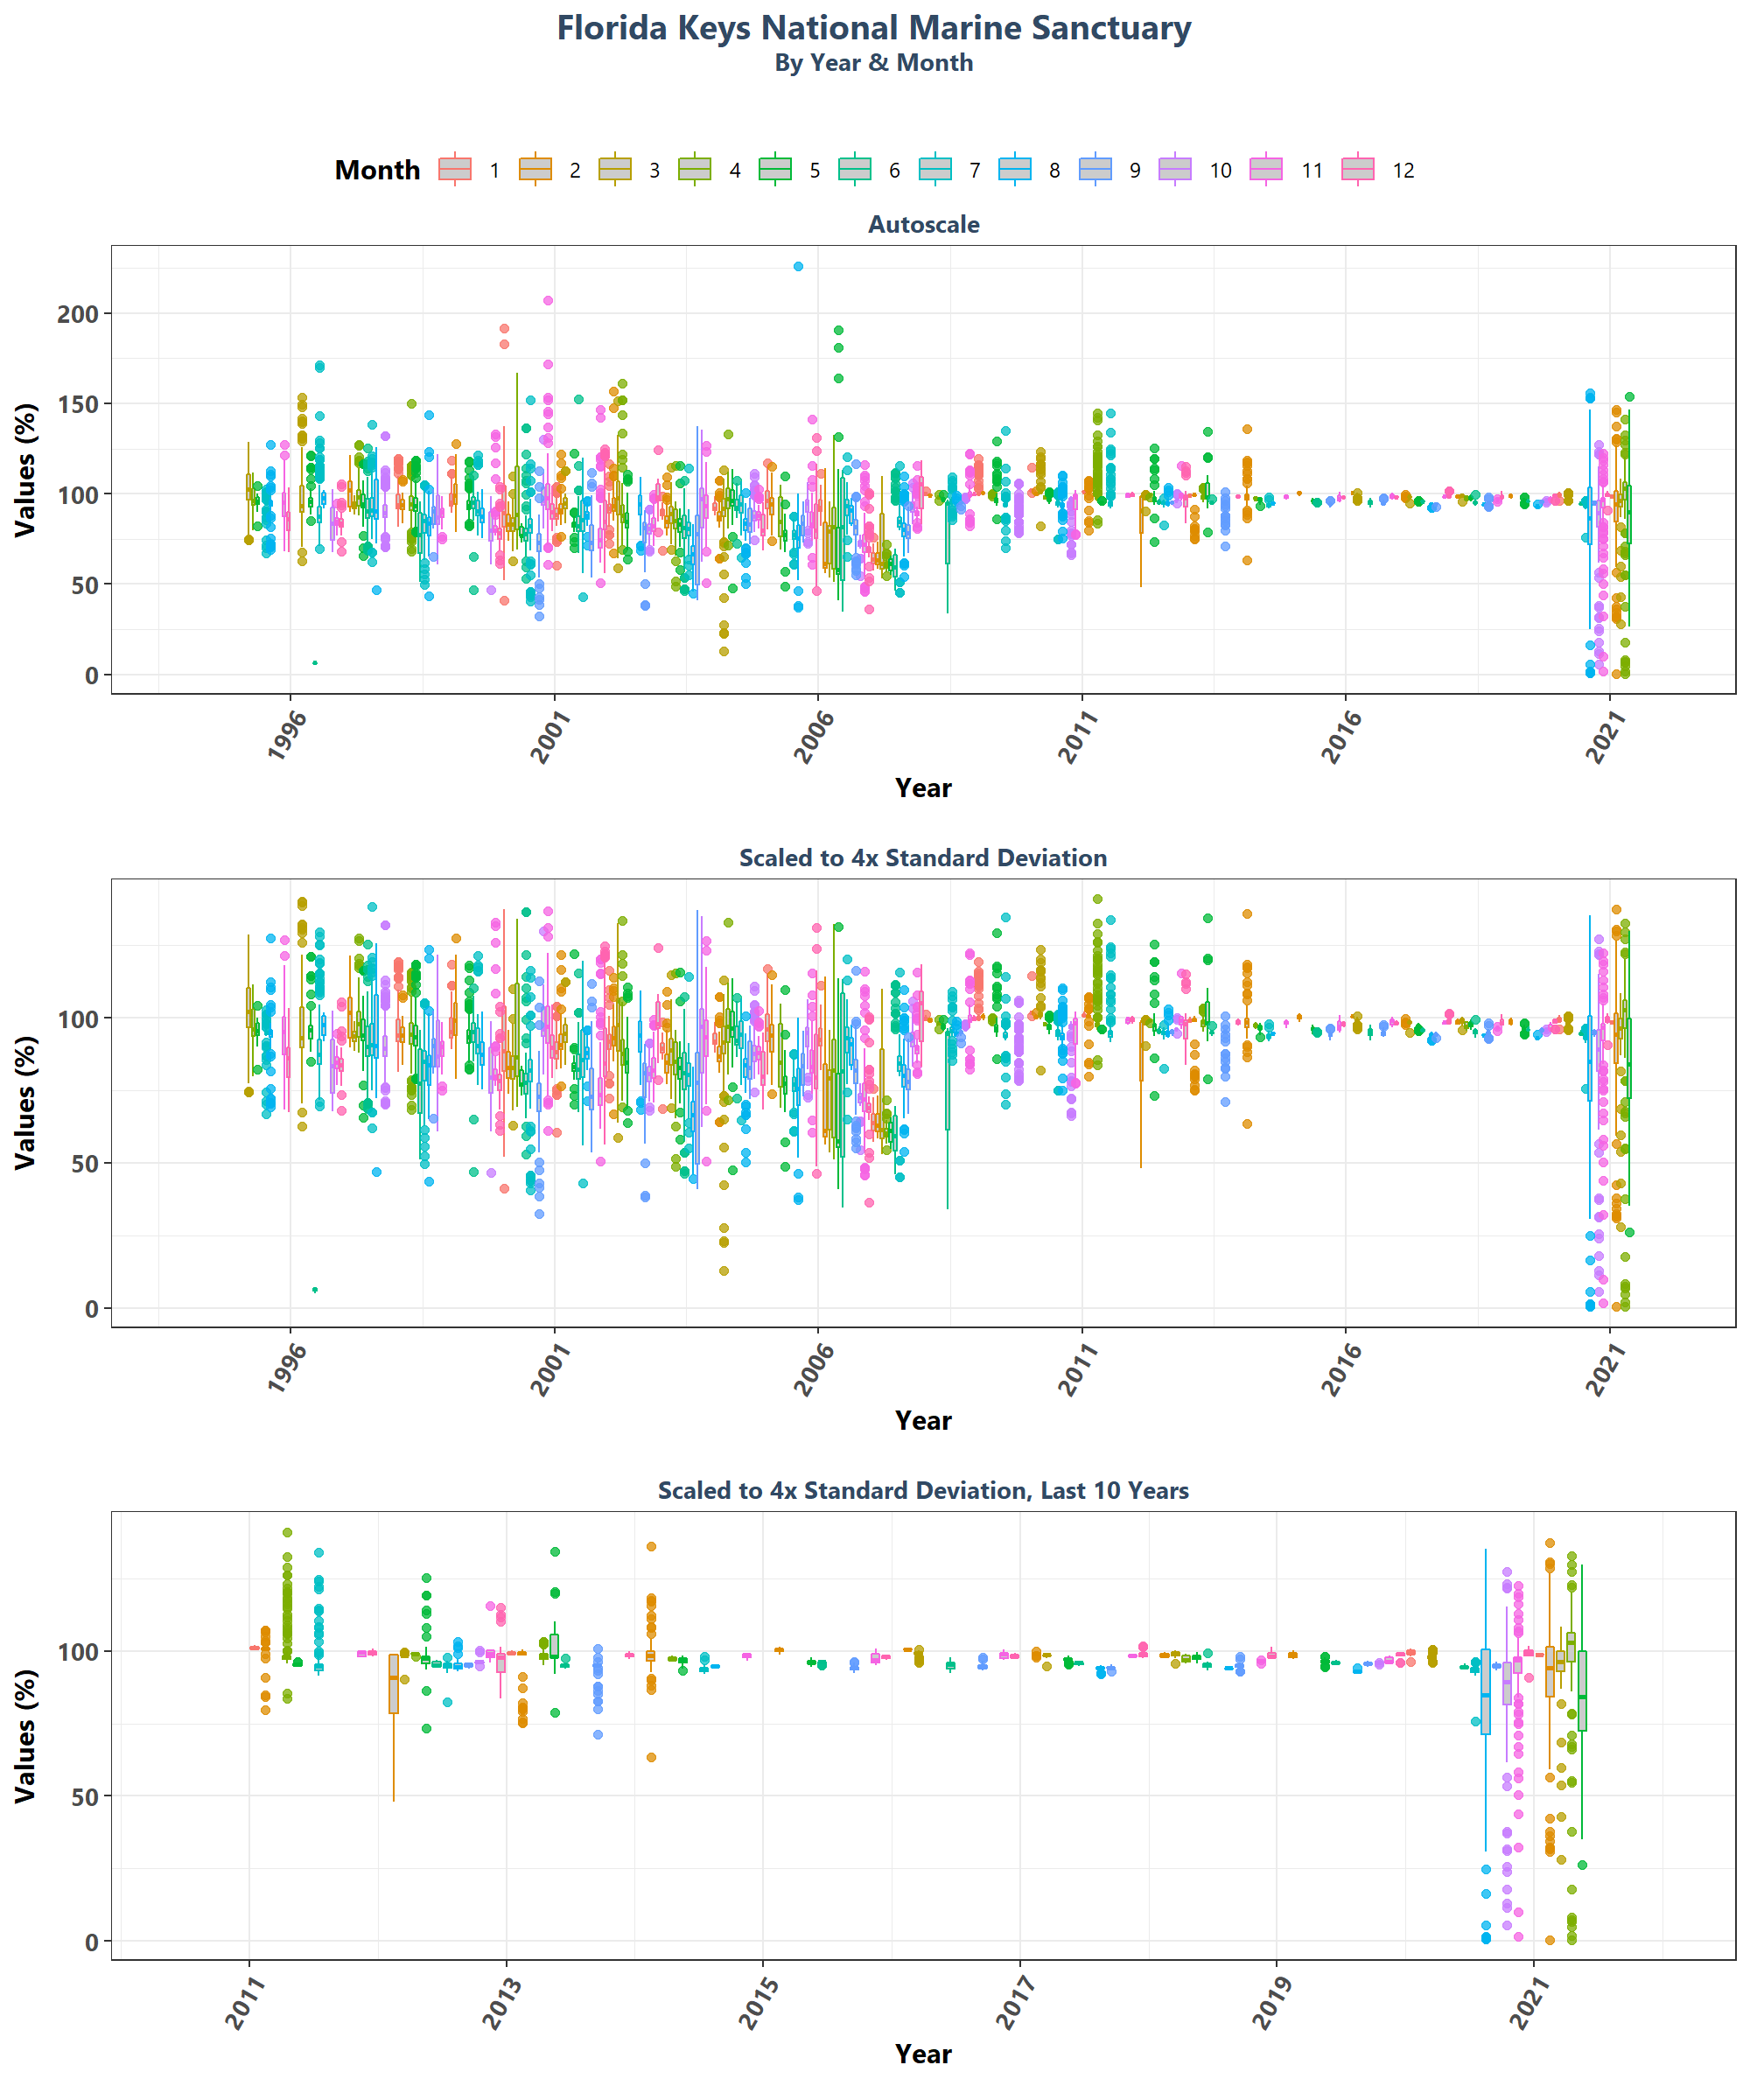 Florida Keys National Marine Sanctuary
By Year & Month
Month 1 2 3 4 5 6 7 8 9 10 11 12
Autoscale
Values (%)
200
150
100
50
0
1996 2001 2006 2011 2016 2021
Year
Scaled to 4x Standard Deviation
Values (%)
100
50
0
1996 2001 2006 2011 2016 2021
Year
Scaled to 4x Standard Deviation, Last 10 Years
Values (%)
100
50
0
2011 2013 2015 2017 2019 2021
Year